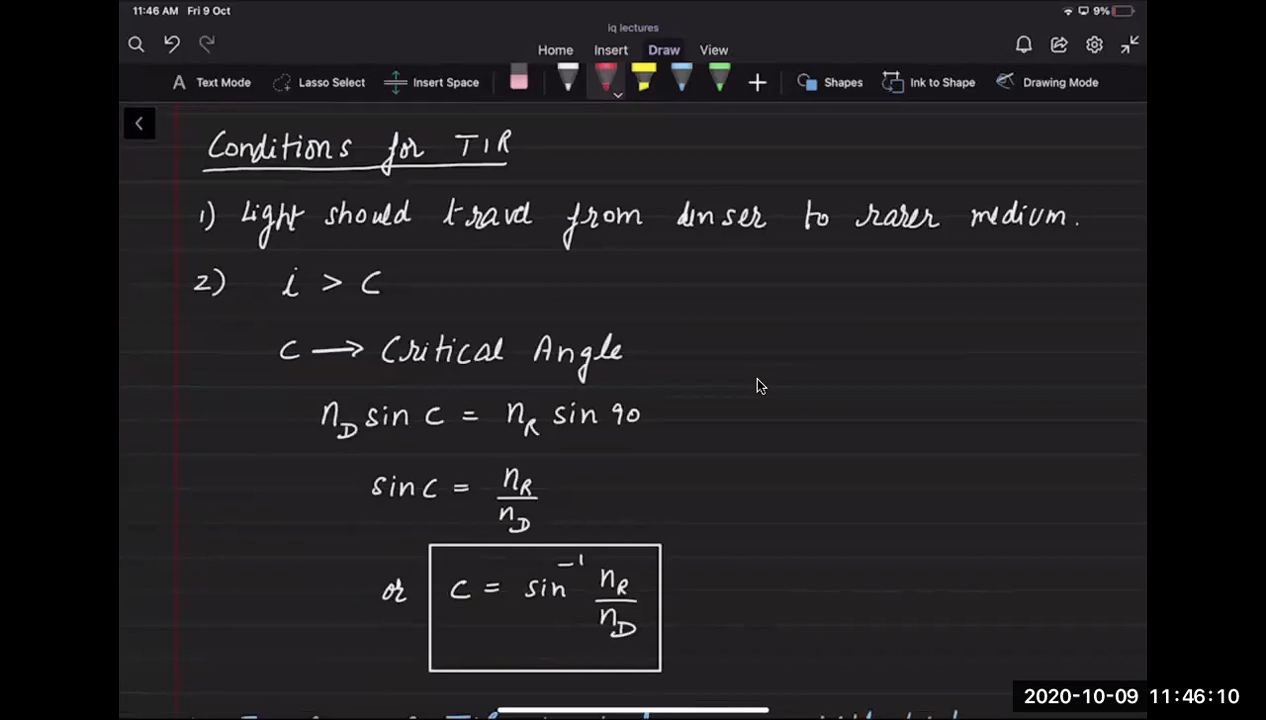 11:46 AM Fri 9 Oct
9%
iq lectures
Home Insert Draw View
Text Mode Lasso Select Insert Space Shapes Ink to Shape Drawing Mode
Conditions for TIR
1) Light should travel from denser to rarer medium.
2) i > C
C → Critical Angle
n_D sin C = n_R sin 90
sin C = n_R / n_D
or C = sin⁻¹ n_R / n_D
2020-10-09 11:46:10